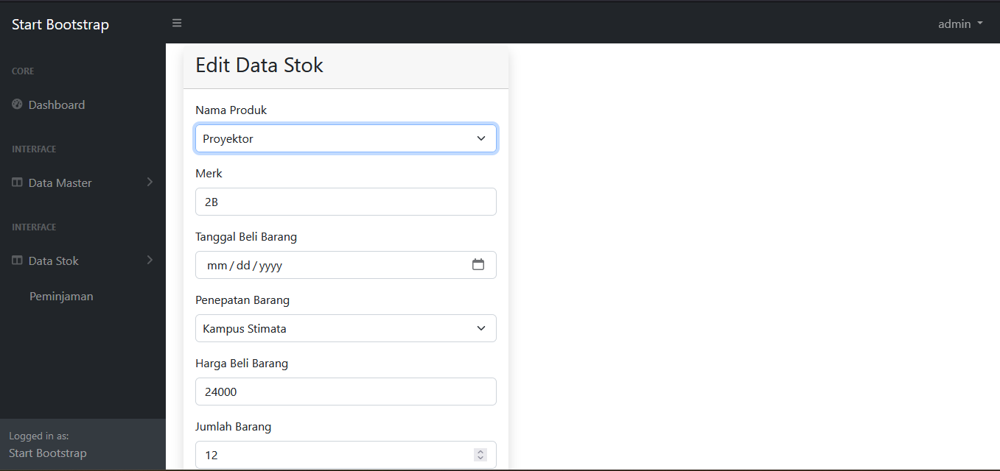 Start Bootstrap
admin
CORE
Dashboard
INTERFACE
Data Master
INTERFACE
Data Stok
Peminjaman
Logged in as:
Start Bootstrap
Edit Data Stok
Nama Produk
Proyektor
Merk
2B
Tanggal Beli Barang
mm/dd/yyyy
Penepatan Barang
Kampus Stimata
Harga Beli Barang
24000
Jumlah Barang
12